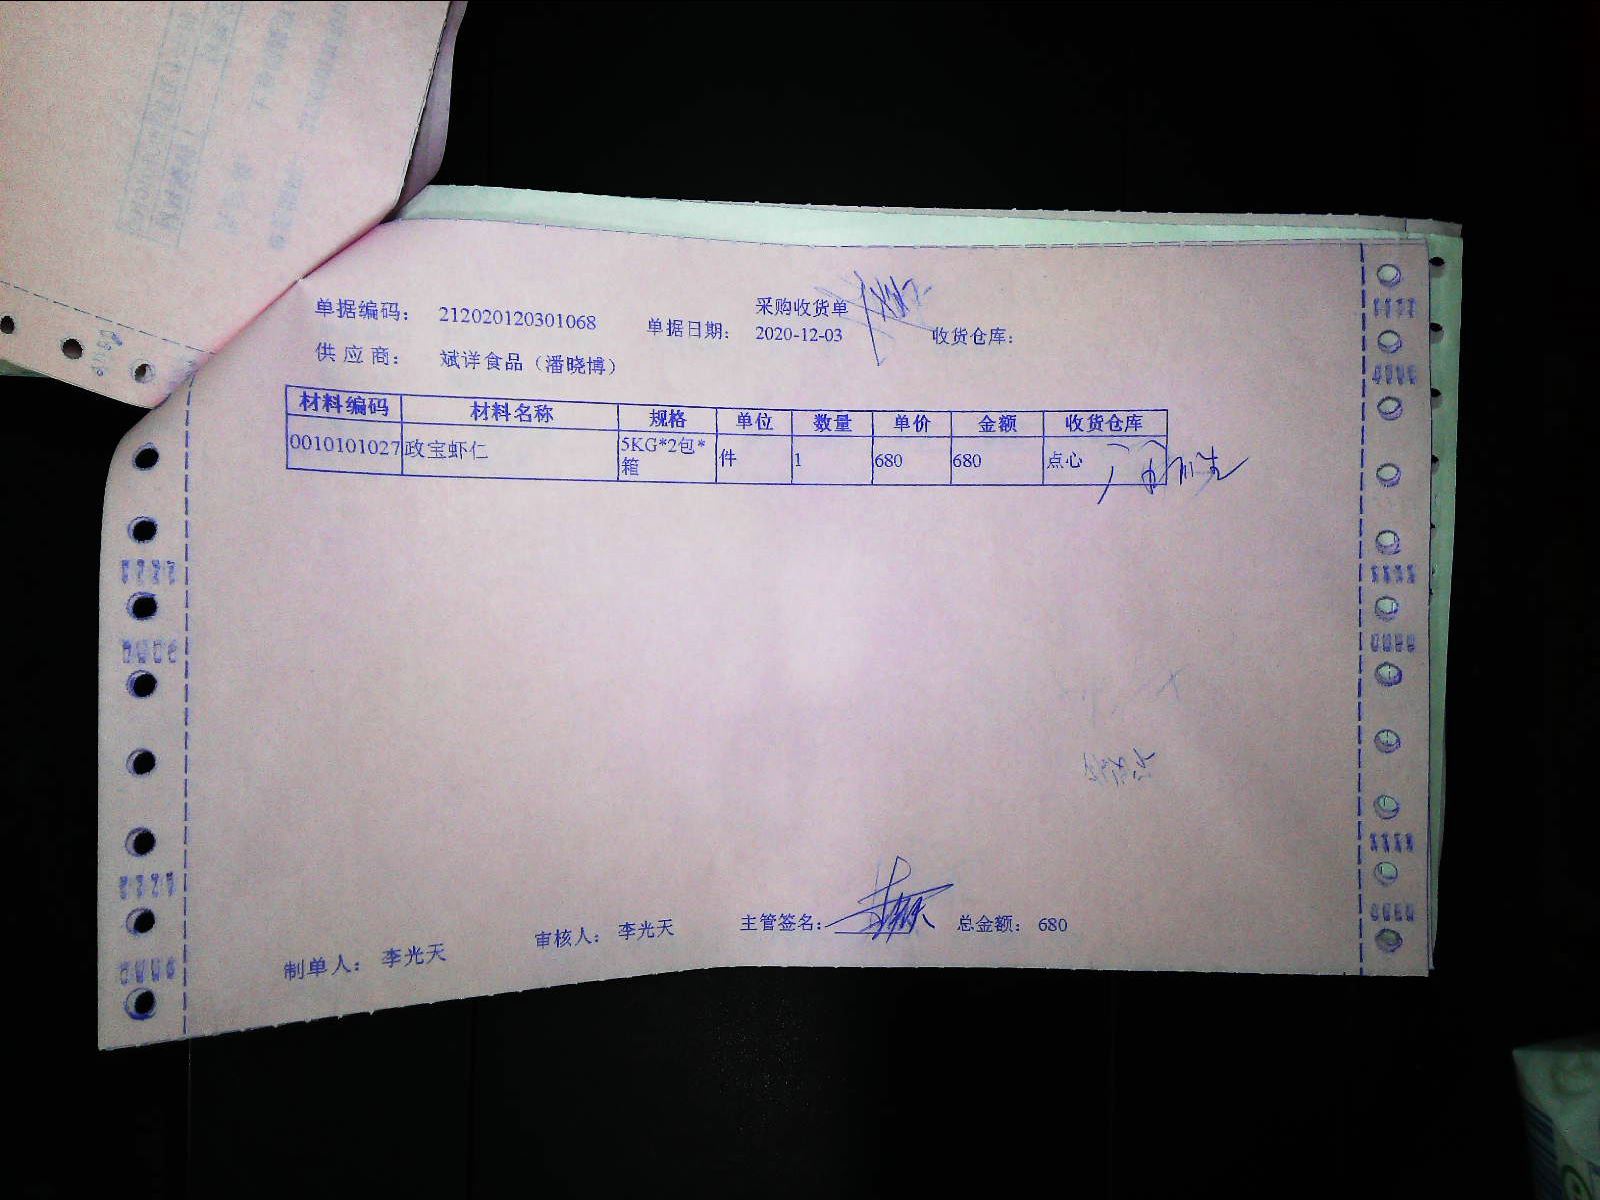 采购收货单
单据编码： 212020120301068 单据日期： 2020-12-03 收货仓库：
供应商： 斌详食品（潘晓博）
材料编码 材料名称 规格 单位 数量 单价 金额 收货仓库
0010101027 政宝虾仁 5KG*2包*箱 件 1 680 680 点心
制单人： 李光天 审核人： 李光天 主管签名： 总金额： 680